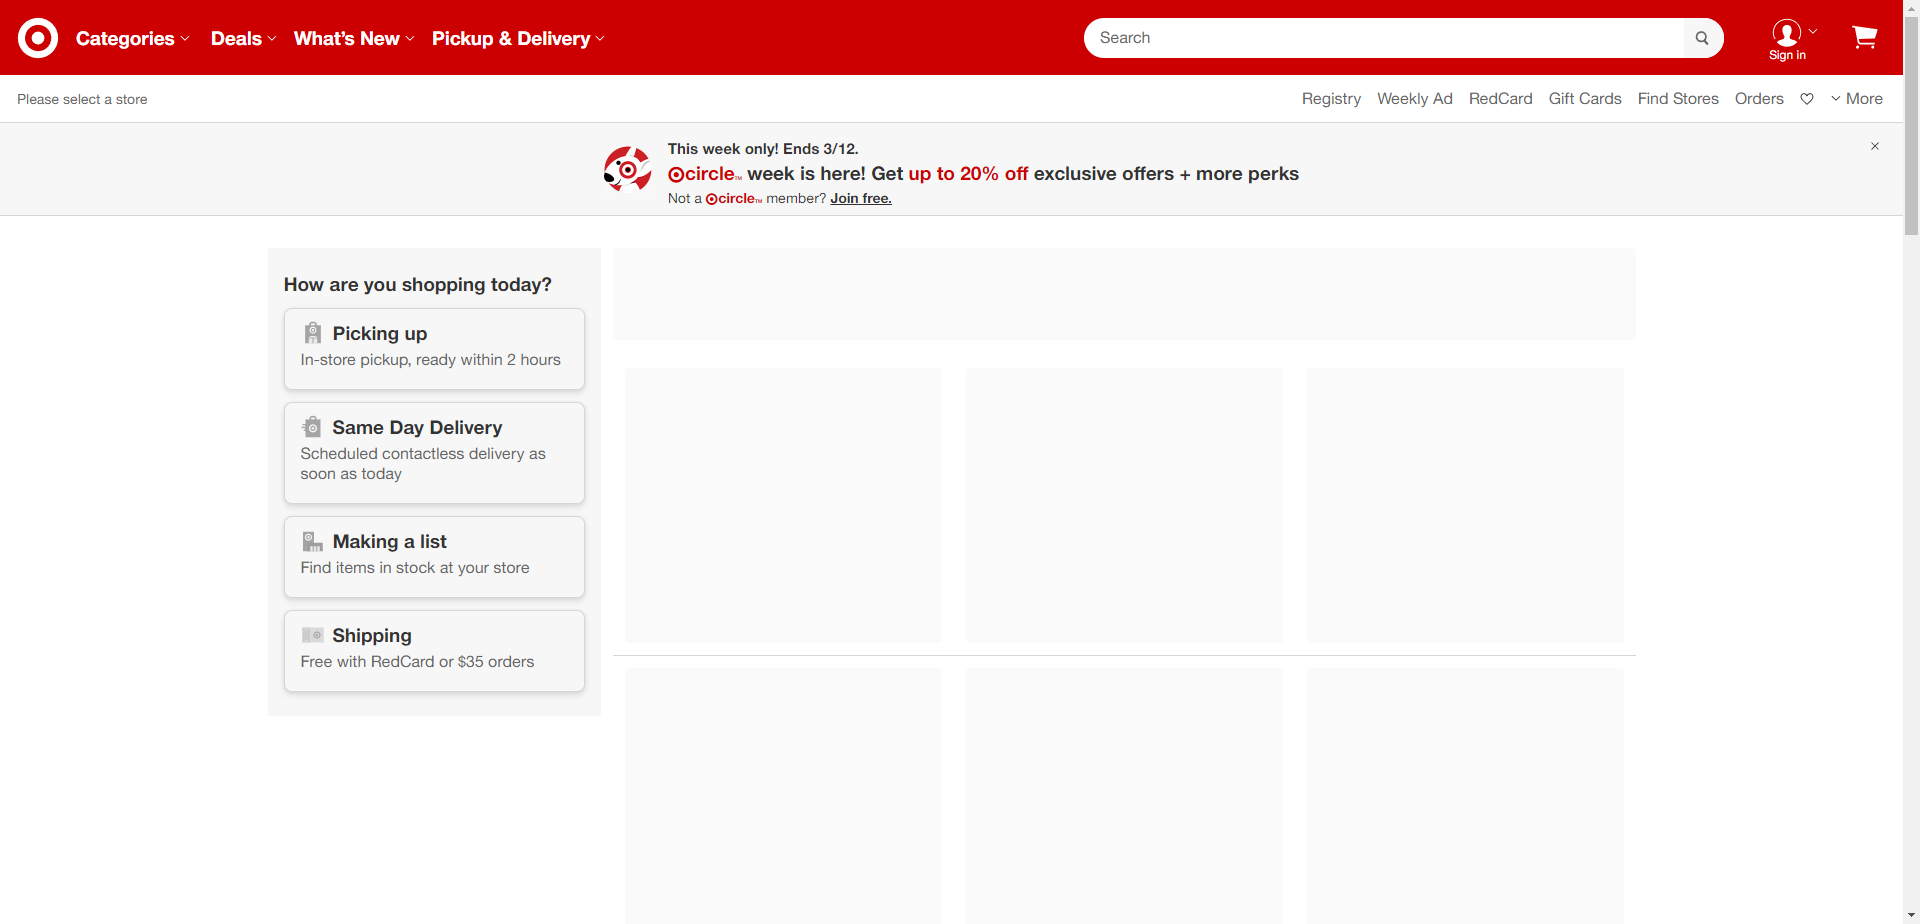 Categories Deals What's New Pickup & Delivery Search Sign in
Please select a store Registry Weekly Ad RedCard Gift Cards Find Stores Orders More
This week only! Ends 3/12.
circle™ week is here! Get up to 20% off exclusive offers + more perks
Not a circle™ member? Join free.
How are you shopping today?
Picking up
In-store pickup, ready within 2 hours
Same Day Delivery
Scheduled contactless delivery as
soon as today
Making a list
Find items in stock at your store
Shipping
Free with RedCard or $35 orders